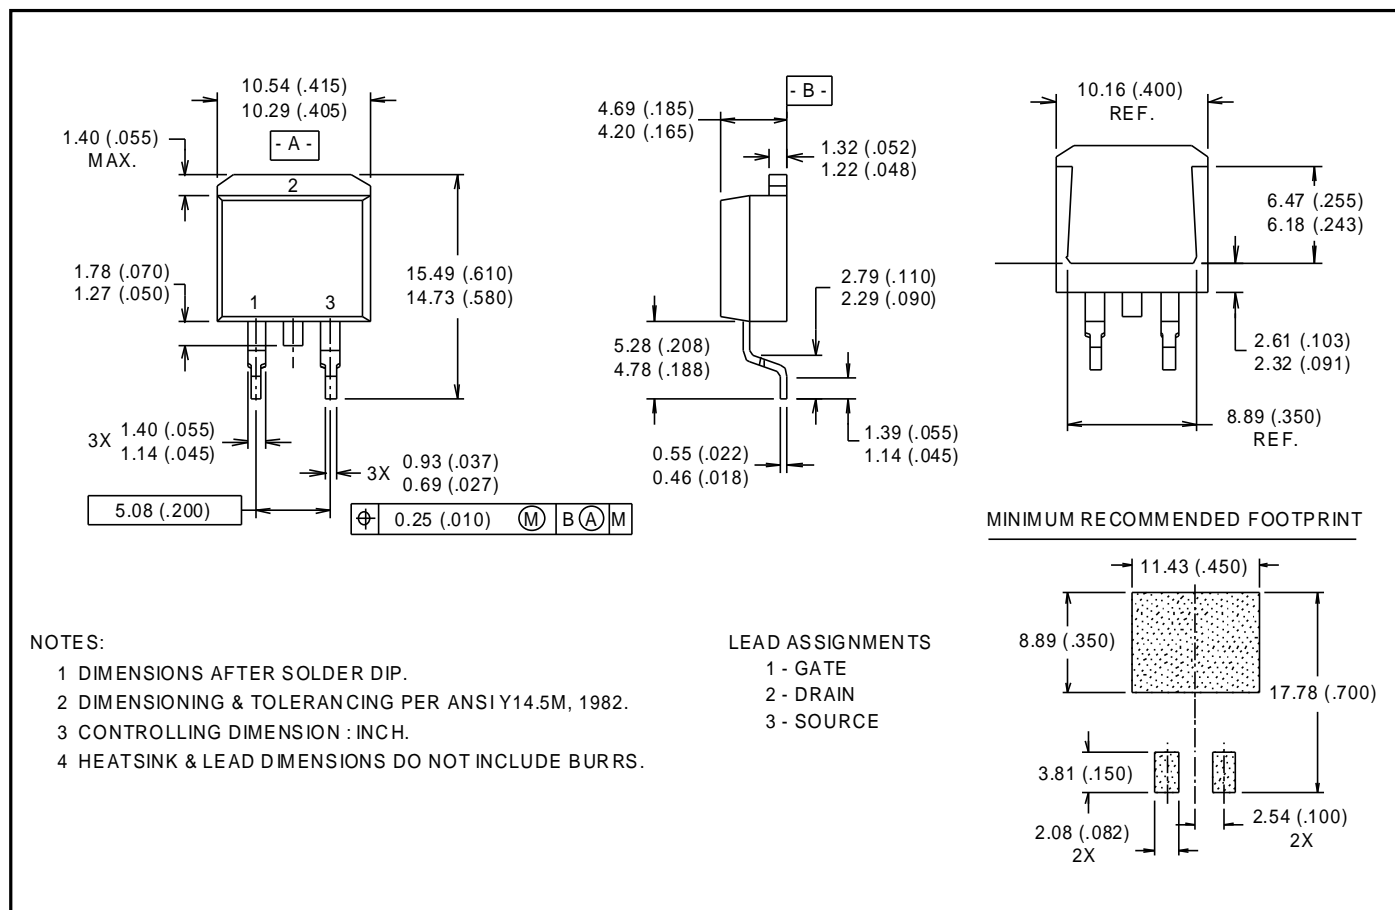 10.54 (.415)
10.29 (.405)
- A -
1.40 (.055)
MAX.
2
1.78 (.070)
1.27 (.050)
15.49 (.610)
14.73 (.580)
1
3
3X
1.40 (.055)
1.14 (.045)
3X
0.93 (.037)
0.69 (.027)
5.08 (.200)
0.25 (.010) M B A M
- B -
4.69 (.185)
4.20 (.165)
1.32 (.052)
1.22 (.048)
2.79 (.110)
2.29 (.090)
5.28 (.208)
4.78 (.188)
0.55 (.022)
0.46 (.018)
1.39 (.055)
1.14 (.045)
10.16 (.400)
REF.
6.47 (.255)
6.18 (.243)
2.61 (.103)
2.32 (.091)
8.89 (.350)
REF.
MINIMUM RECOMMENDED FOOTPRINT
11.43 (.450)
8.89 (.350)
17.78 (.700)
3.81 (.150)
2.08 (.082)
2X
2.54 (.100)
2X
NOTES:
1 DIMENSIONS AFTER SOLDER DIP.
2 DIMENSIONING & TOLERANCING PER ANSI Y14.5M, 1982.
3 CONTROLLING DIMENSION : INCH.
4 HEATSINK & LEAD DIMENSIONS DO NOT INCLUDE BURRS.
LEAD ASSIGNMENTS
1 - GATE
2 - DRAIN
3 - SOURCE